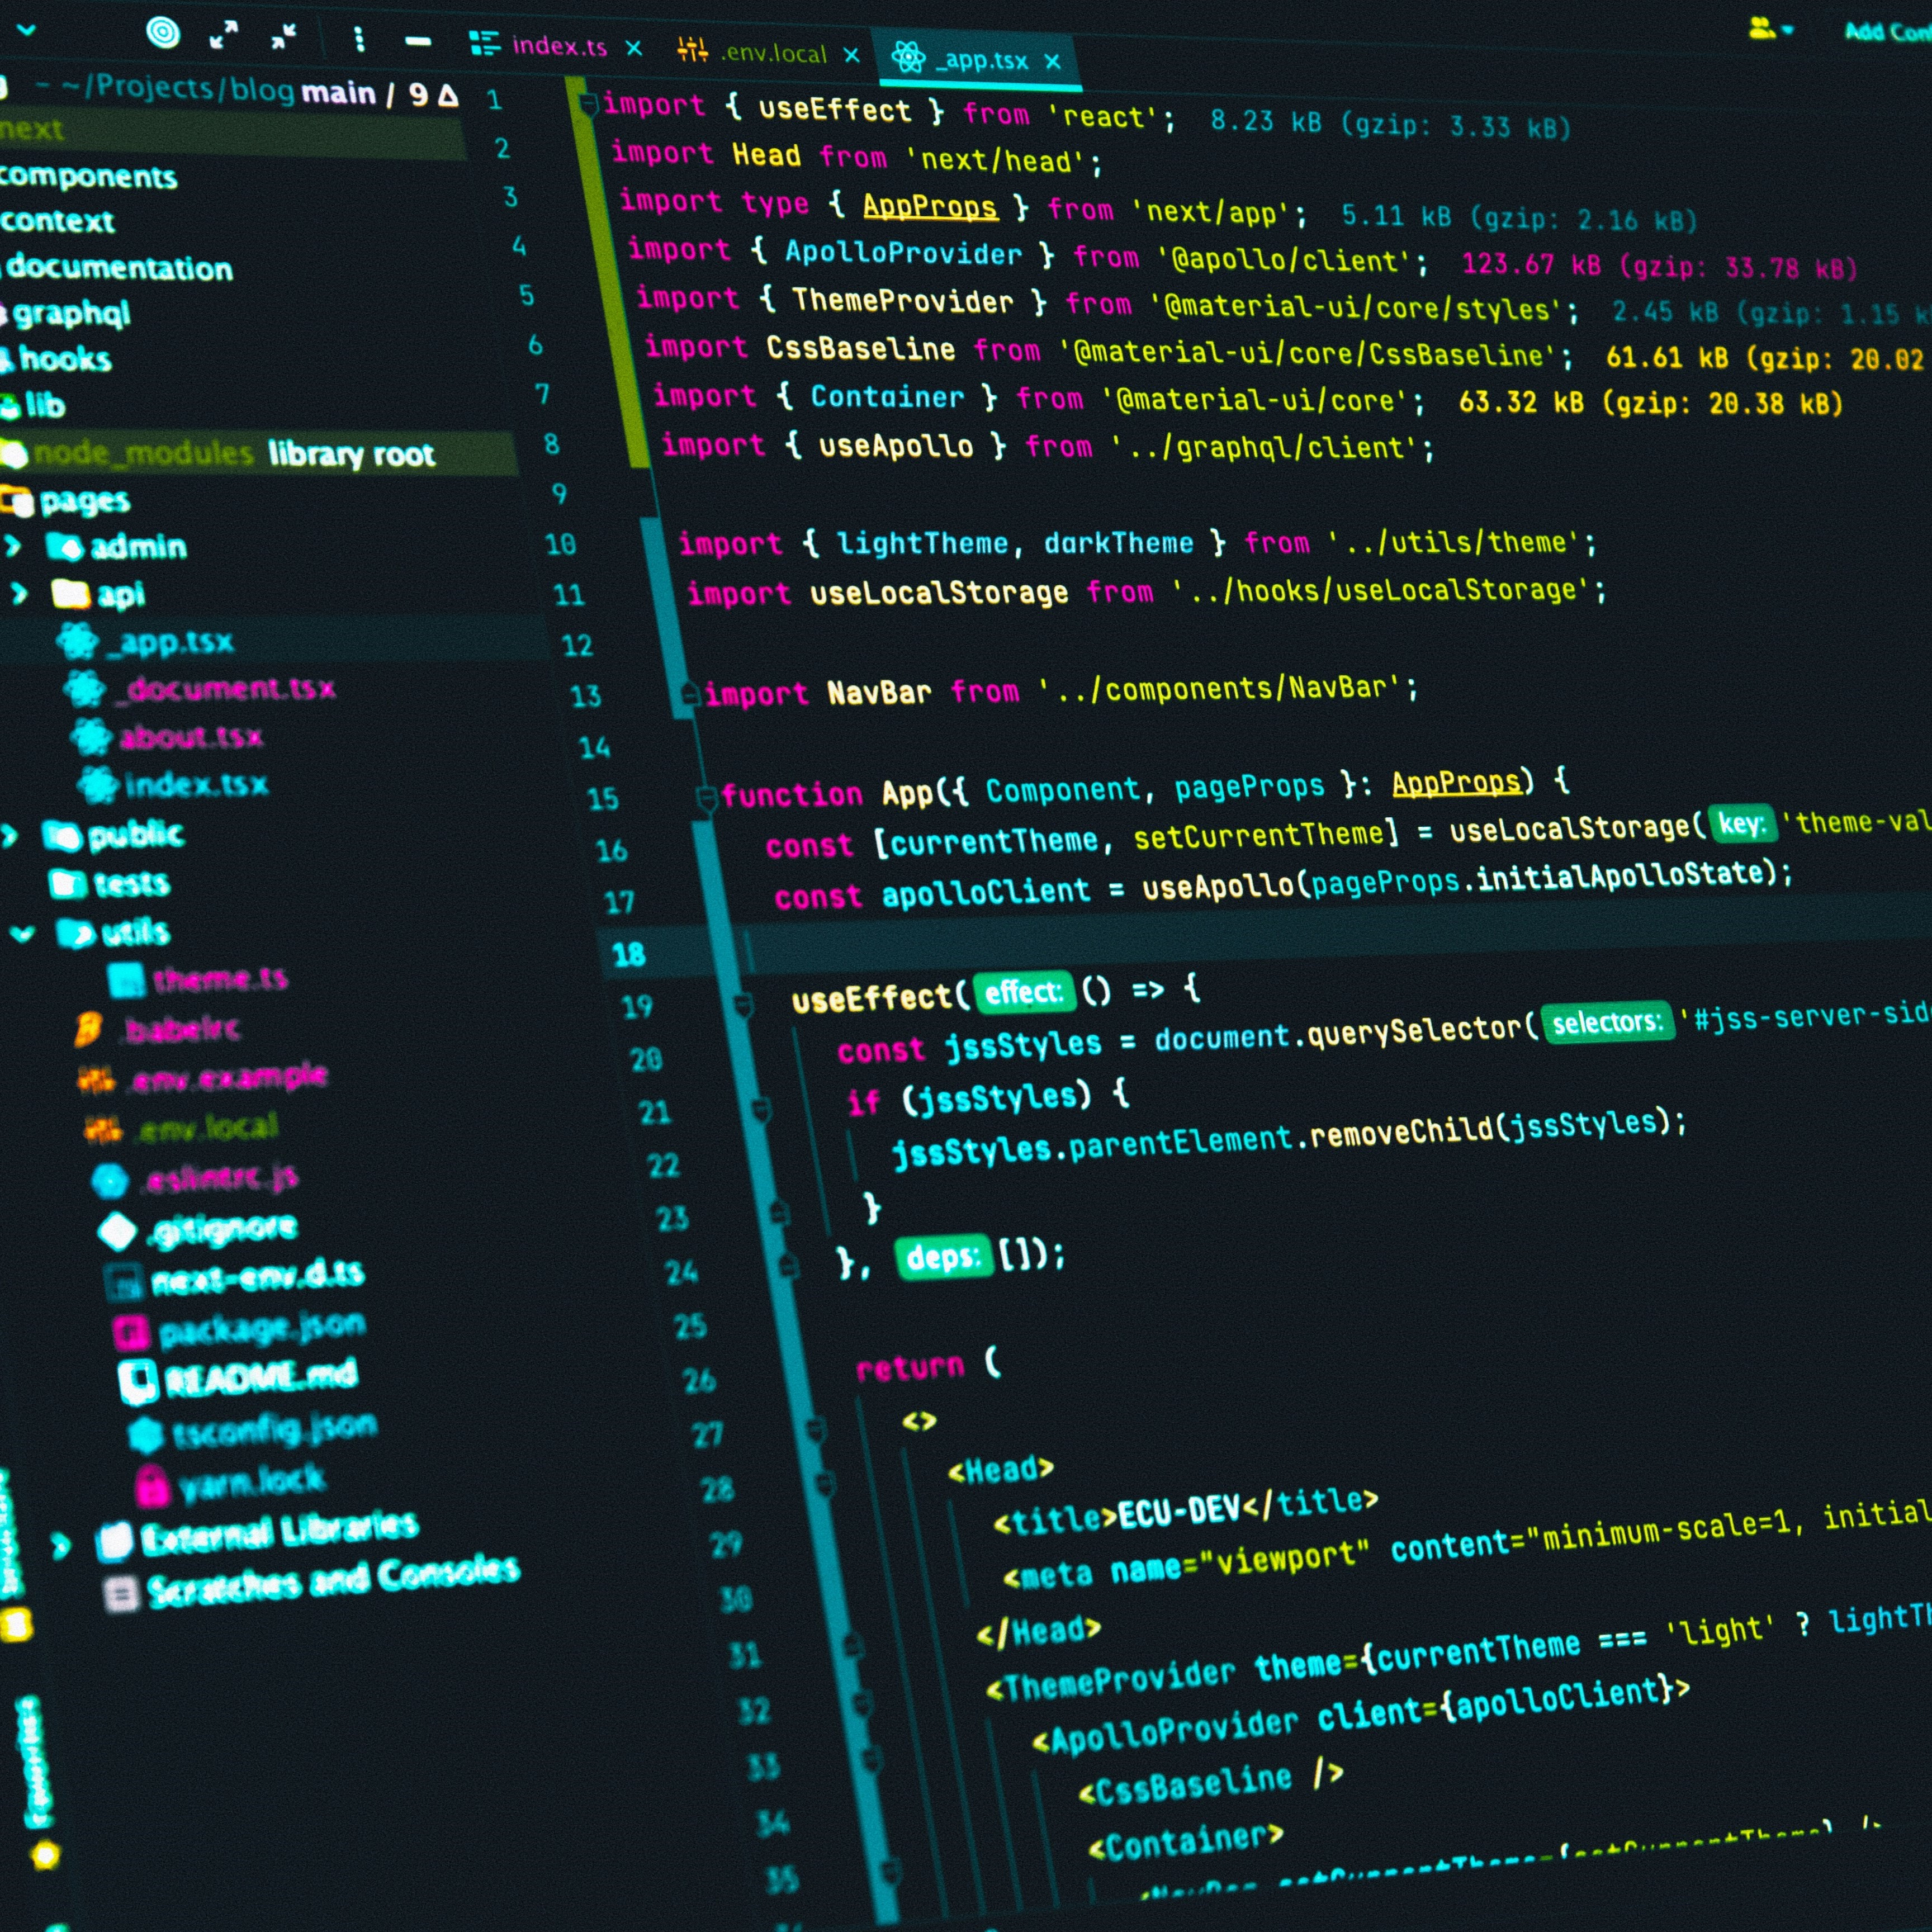 index.ts
.env.local
_app.tsx
~/Projects/blog main / 9 Δ
next
components
context
documentation
graphql
hooks
lib
node_modules library root
pages
admin
api
_app.tsx
_document.tsx
about.tsx
index.tsx
public
tests
utils
theme.ts
.babelrc
.env.example
.env.local
.eslintrc.js
.gitignore
next-env.d.ts
package.json
README.md
tsconfig.json
yarn.lock
External Libraries
Scratches and Consoles
Add
1 import { useEffect } from 'react'; 8.23 kB (gzip: 3.33 kB)
2 import Head from 'next/head';
3 import type { AppProps } from 'next/app'; 5.11 kB (gzip: 2.16 kB)
4 import { ApolloProvider } from '@apollo/client'; 123.67 kB (gzip: 33.78 kB)
5 import { ThemeProvider } from '@material-ui/core/styles'; 2.45 kB (gzip: 1.15 k
6 import CssBaseline from '@material-ui/core/CssBaseline'; 61.61 kB (gzip: 20.02
7 import { Container } from '@material-ui/core'; 63.32 kB (gzip: 20.38 kB)
8 import { useApollo } from '../graphql/client';
9
10 import { lightTheme, darkTheme } from '../utils/theme';
11 import useLocalStorage from '../hooks/useLocalStorage';
12
13 import NavBar from '../components/NavBar';
14
15 function App({ Component, pageProps }: AppProps) {
16 const [currentTheme, setCurrentTheme] = useLocalStorage( key: 'theme-val
17 const apolloClient = useApollo(pageProps.initialApolloState);
18
19 useEffect( effect: () => {
20 const jssStyles = document.querySelector( selectors: '#jss-server-sid
21 if (jssStyles) {
22 jssStyles.parentElement.removeChild(jssStyles);
23 }
24 }, deps: []);
25
26 return (
27 <>
28 <Head>
29 <title>ECU-DEV</title>
30 <meta name="viewport" content="minimum-scale=1, initial
31 </Head>
32 <ThemeProvider theme={currentTheme === 'light' ? lightTh
33 <ApolloProvider client={apolloClient}>
34 <CssBaseline />
35 <Container>